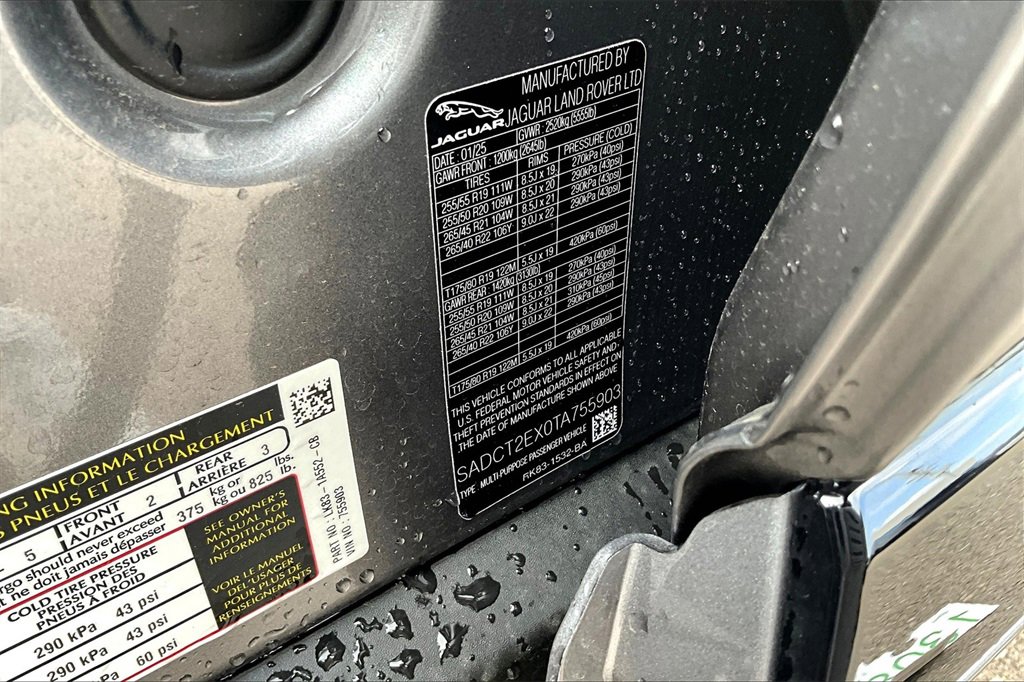 MANUFACTURED BY
JAGUAR LAND ROVER LTD
JAGUAR
DATE : 01/25 GVWR : 2520kg (5555lb)
GAWR FRONT : 1200kg (2645lb)
TIRES RIMS PRESSURE (COLD)
255/55 R19 111W 8.5J x 19 270kPa (40psi)
255/50 R20 109W 8.5J x 20 290kPa (43psi)
265/45 R21 104W 8.5J x 21 290kPa (43psi)
265/40 R22 106Y 9.0J x 22 290kPa (43psi)
T175/80 R19 122M 5.5J x 19 420kPa (60psi)
GAWR REAR : 1420kg (3130lb)
255/55 R19 111W 8.5J x 19 270kPa (40psi)
255/50 R20 109W 8.5J x 20 290kPa (43psi)
265/45 R21 104W 8.5J x 21 310kPa (45psi)
265/40 R22 106Y 9.0J x 22 290kPa (43psi)
T175/80 R19 122M 5.5J x 19 420kPa (60psi)
THIS VEHICLE CONFORMS TO ALL APPLICABLE
U.S. FEDERAL MOTOR VEHICLE SAFETY AND
THEFT PREVENTION STANDARDS IN EFFECT ON
THE DATE OF MANUFACTURE SHOWN ABOVE
SADCT2EX0TA755903
TYPE : MULTI-PURPOSE PASSENGER VEHICLE
RK83-1532-BA
NG INFORMATION
PNEUS ET LE CHARGEMENT
5 FRONT AVANT 2 REAR ARRIÈRE 3
rgo should never exceed 375 kg or lbs.
t ne doit jamais dépasser kg ou 825 lb.
COLD TIRE PRESSURE
PRESSION DES
PNEUS À FROID
290 kPa 43 psi
290 kPa 43 psi
60 psi
SEE OWNER'S
MANUAL FOR
ADDITIONAL
INFORMATION
VOIR LE MANUEL
DE L'USAGER
POUR PLUS DE
RENSEIGNEMENTS
PART NO : LK83-1A552-CB
VIN NO : 755903